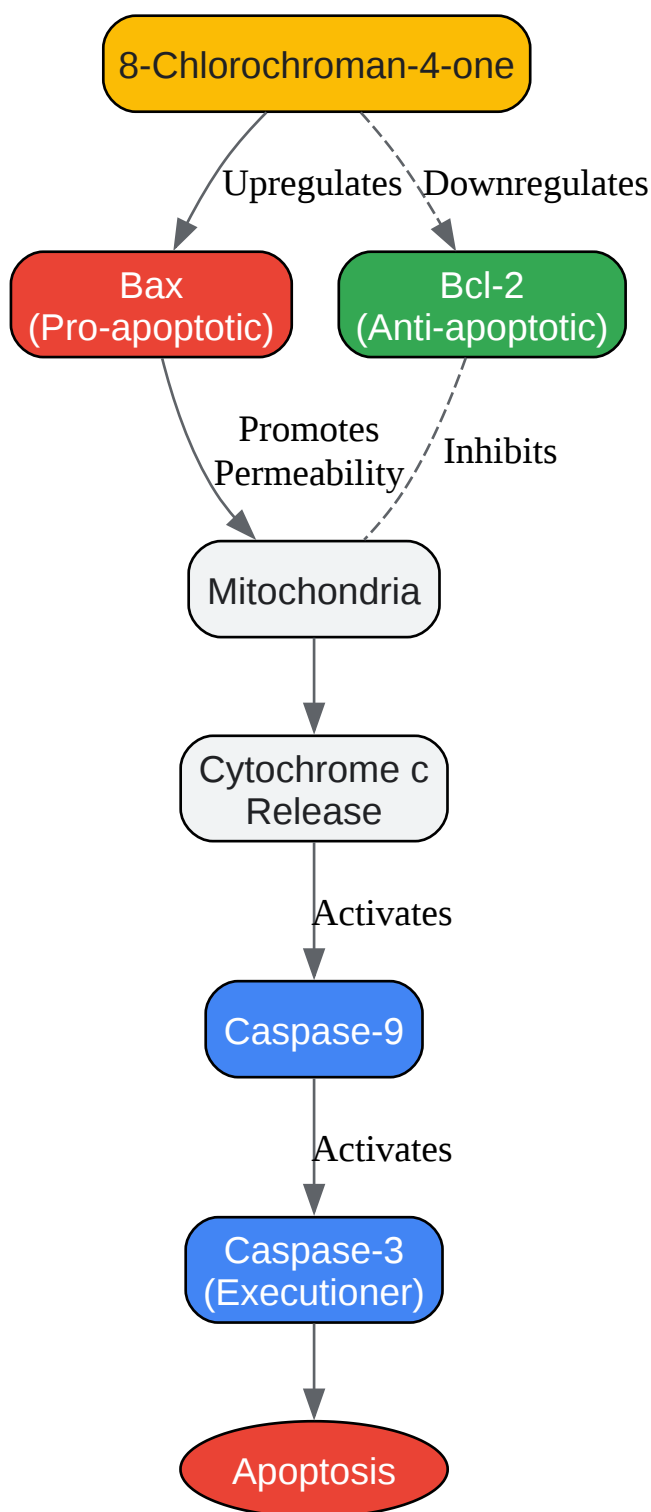 8-Chlorochroman-4-one
Upregulates
Downregulates
Bax
(Pro-apoptotic)
Bcl-2
(Anti-apoptotic)
Promotes
Permeability
Inhibits
Mitochondria
Cytochrome c
Release
Activates
Caspase-9
Activates
Caspase-3
(Executioner)
Apoptosis